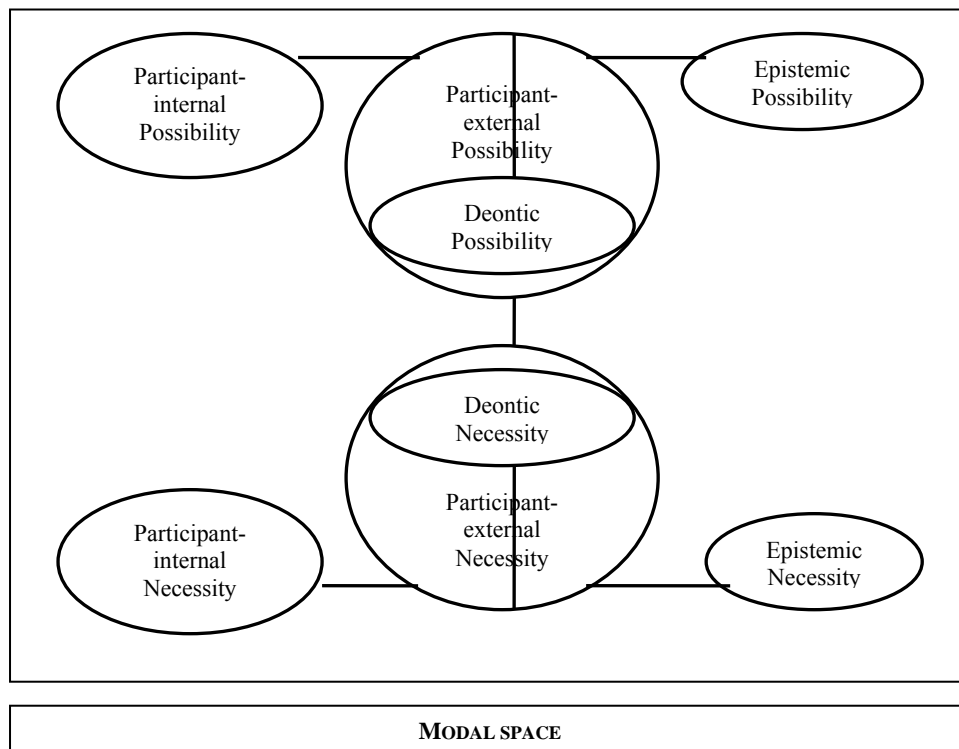 Participant-
internal
Possibility
Participant-
external
Possibility
Epistemic
Possibility
Deontic
Possibility
Deontic
Necessity
Participant-
internal
Necessity
Participant-
external
Necessity
Epistemic
Necessity
MODAL SPACE